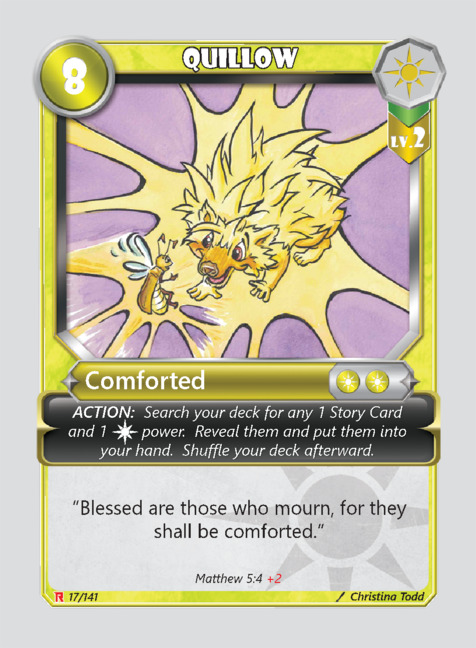 QUILLOW
8
LV.2
Comforted
ACTION: Search your deck for any 1 Story Card
and 1 power. Reveal them and put them into
your hand. Shuffle your deck afterward.
“Blessed are those who mourn, for they
shall be comforted.”
Matthew 5:4 +2
R 17/141
Christina Todd